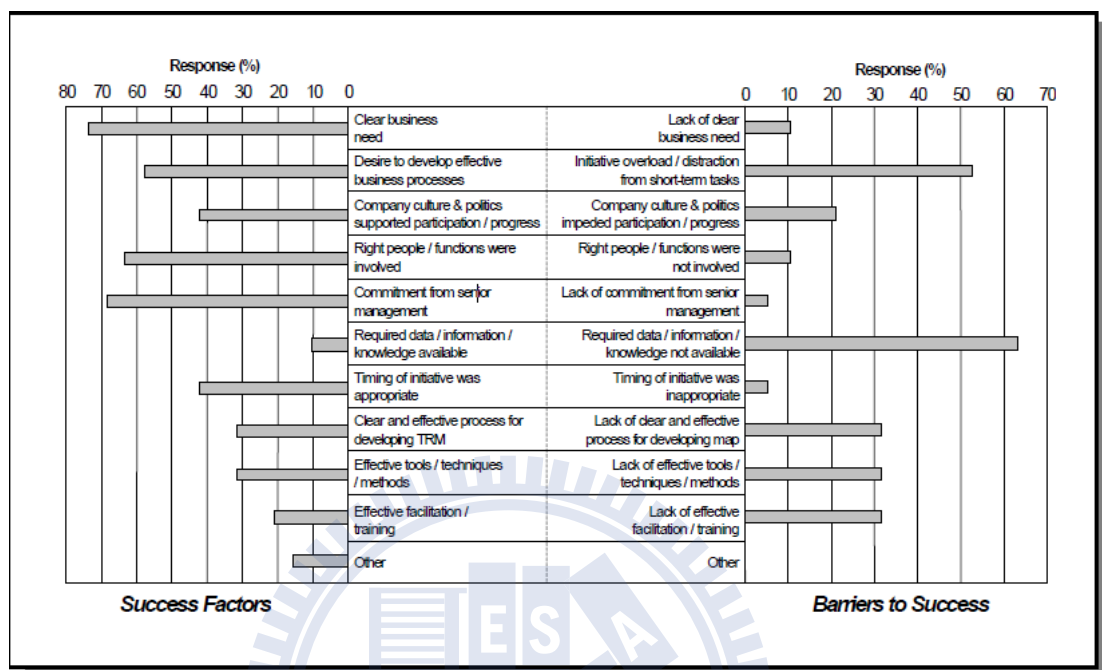 Response (%)
80 70 60 50 40 30 20 10 0
Response (%)
0 10 20 30 40 50 60 70
Clear business
need
Lack of clear
business need
Desire to develop effective
business processes
Initiative overload / distraction
from short-term tasks
Company culture & politics
supported participation / progress
Company culture & politics
impeded participation / progress
Right people / functions were
involved
Right people / functions were
not involved
Commitment from senior
management
Lack of commitment from senior
management
Required data / information /
knowledge available
Required data / information /
knowledge not available
Timing of initiative was
appropriate
Timing of initiative was
inappropriate
Clear and effective process for
developing TRM
Lack of clear and effective
process for developing map
Effective tools / techniques
/ methods
Lack of effective tools /
techniques / methods
Effective facilitation /
training
Lack of effective
facilitation / training
Other
Other
Success Factors
Barriers to Success
ESA